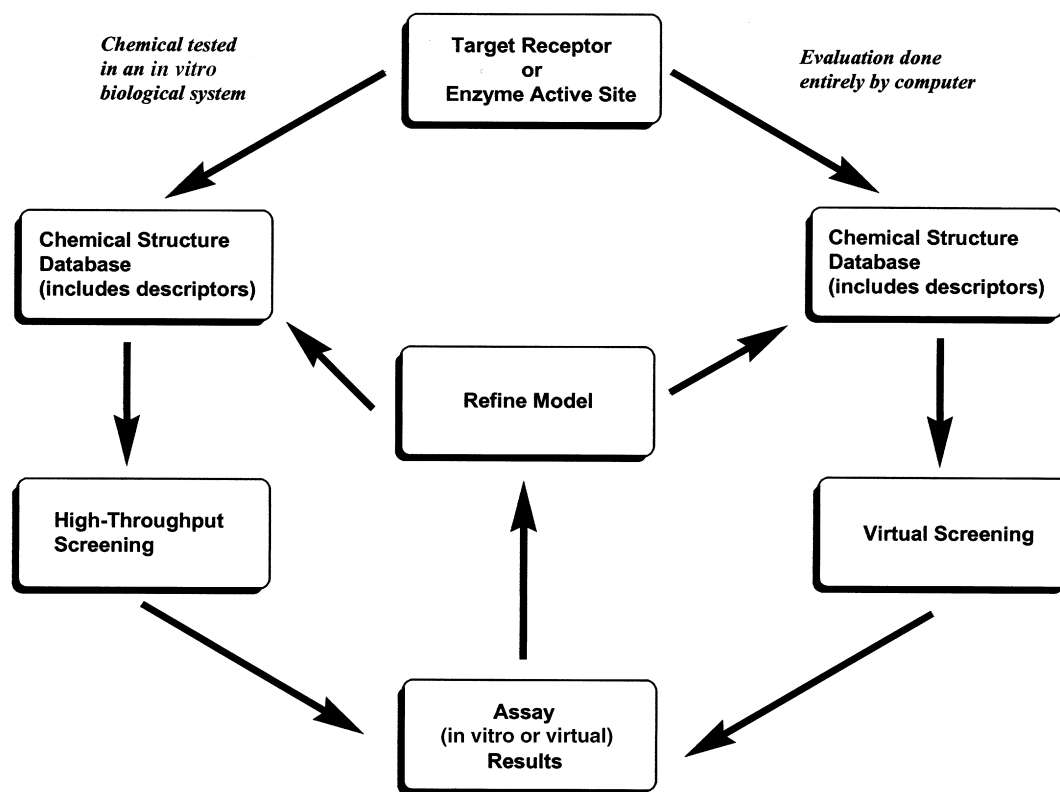 Chemical tested
in an in vitro
biological system
Target Receptor
or
Enzyme Active Site
Evaluation done
entirely by computer
Chemical Structure
Database
(includes descriptors)
Chemical Structure
Database
(includes descriptors)
Refine Model
High-Throughput
Screening
Virtual Screening
Assay
(in vitro or virtual)
Results